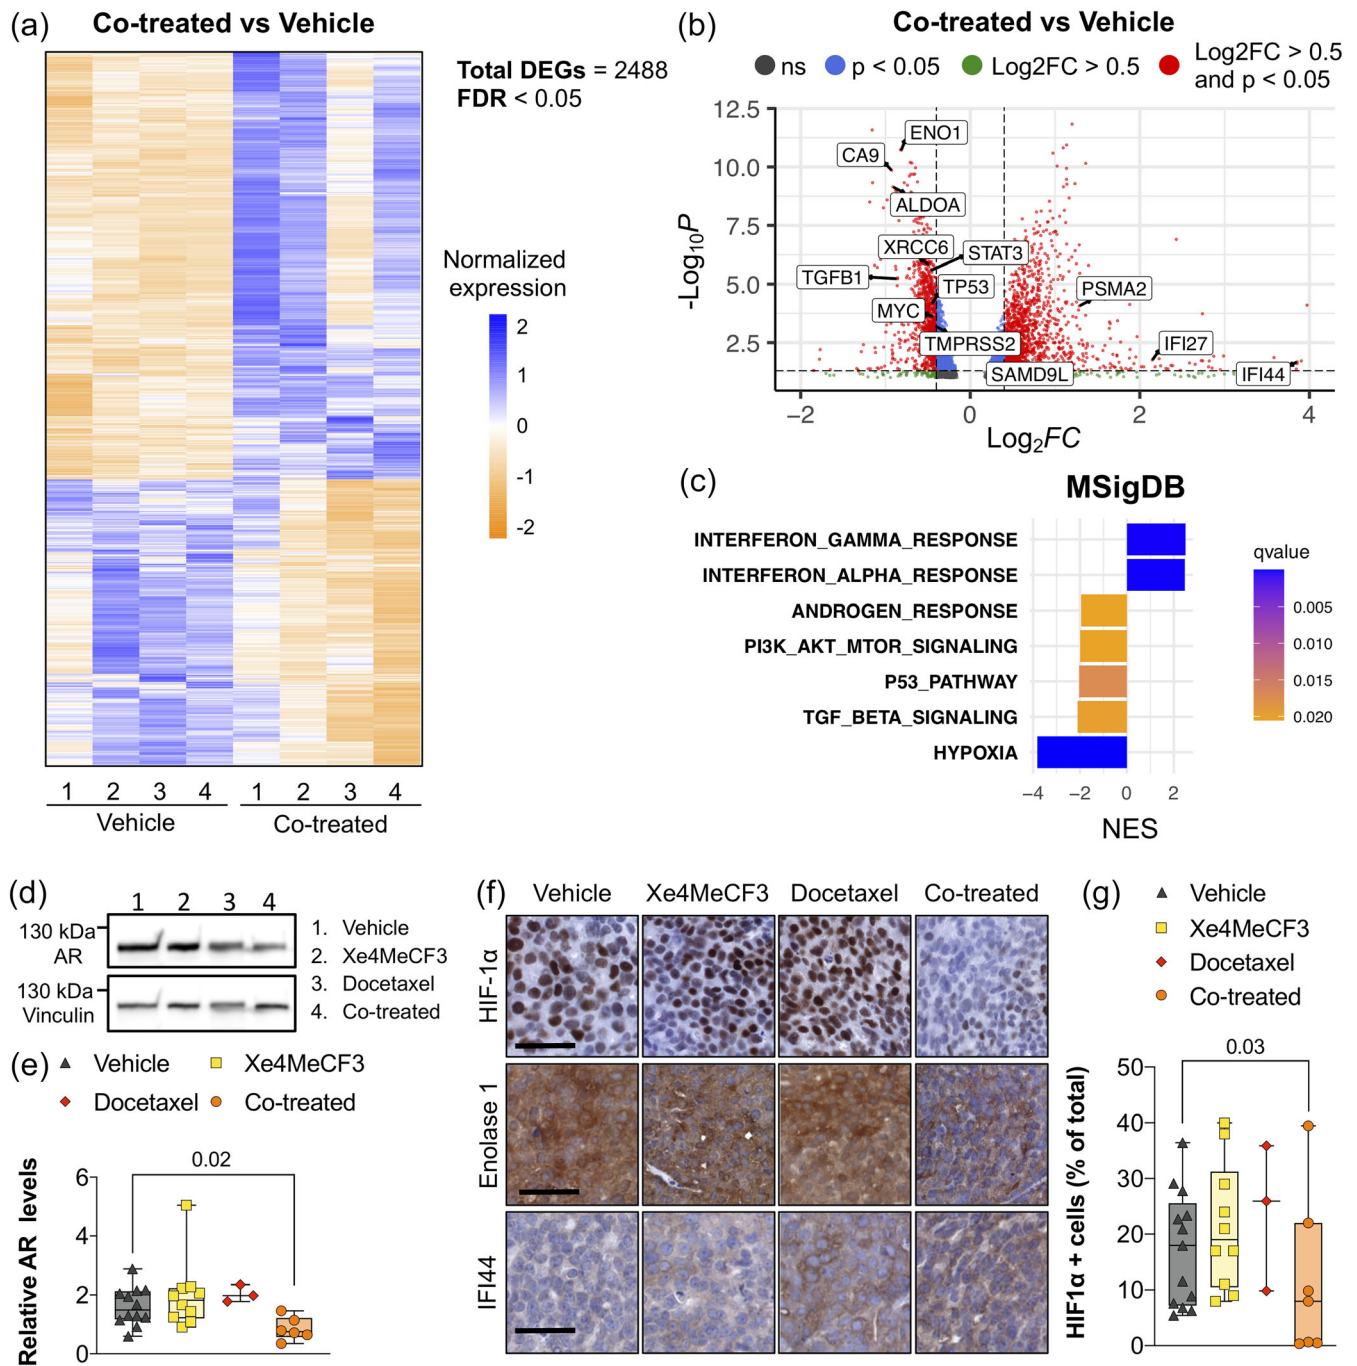 (a) Co-treated vs Vehicle
Total DEGs = 2488
FDR < 0.05
Normalized
expression
2
1
0
-1
-2
1 2 3 4 1 2 3 4
Vehicle Co-treated
(b) Co-treated vs Vehicle
ns p < 0.05 Log2FC > 0.5 Log2FC > 0.5
and p < 0.05
12.5
10.0
7.5
5.0
2.5
-Log10P
ENO1
CA9
ALDOA
XRCC6
STAT3
TGFB1
TP53
PSMA2
MYC
TMPRSS2
IFI27
SAMD9L
IFI44
−2 0 2 4
Log2FC
(c) MSigDB
INTERFERON_GAMMA_RESPONSE
INTERFERON_ALPHA_RESPONSE
ANDROGEN_RESPONSE
PI3K_AKT_MTOR_SIGNALING
P53_PATHWAY
TGF_BETA_SIGNALING
HYPOXIA
−4 −2 0 2
NES
qvalue
0.005
0.010
0.015
0.020
(d)
1 2 3 4
130 kDa
AR
130 kDa
Vinculin
1. Vehicle
2. Xe4MeCF3
3. Docetaxel
4. Co-treated
(e) Vehicle Xe4MeCF3
Docetaxel Co-treated
0.02
Relative AR levels
6
4
2
0
(f) Vehicle Xe4MeCF3 Docetaxel Co-treated
HIF-1α
Enolase 1
IFI44
(g) Vehicle
Xe4MeCF3
Docetaxel
Co-treated
0.03
HIF1α + cells (% of total)
50
40
30
20
10
0